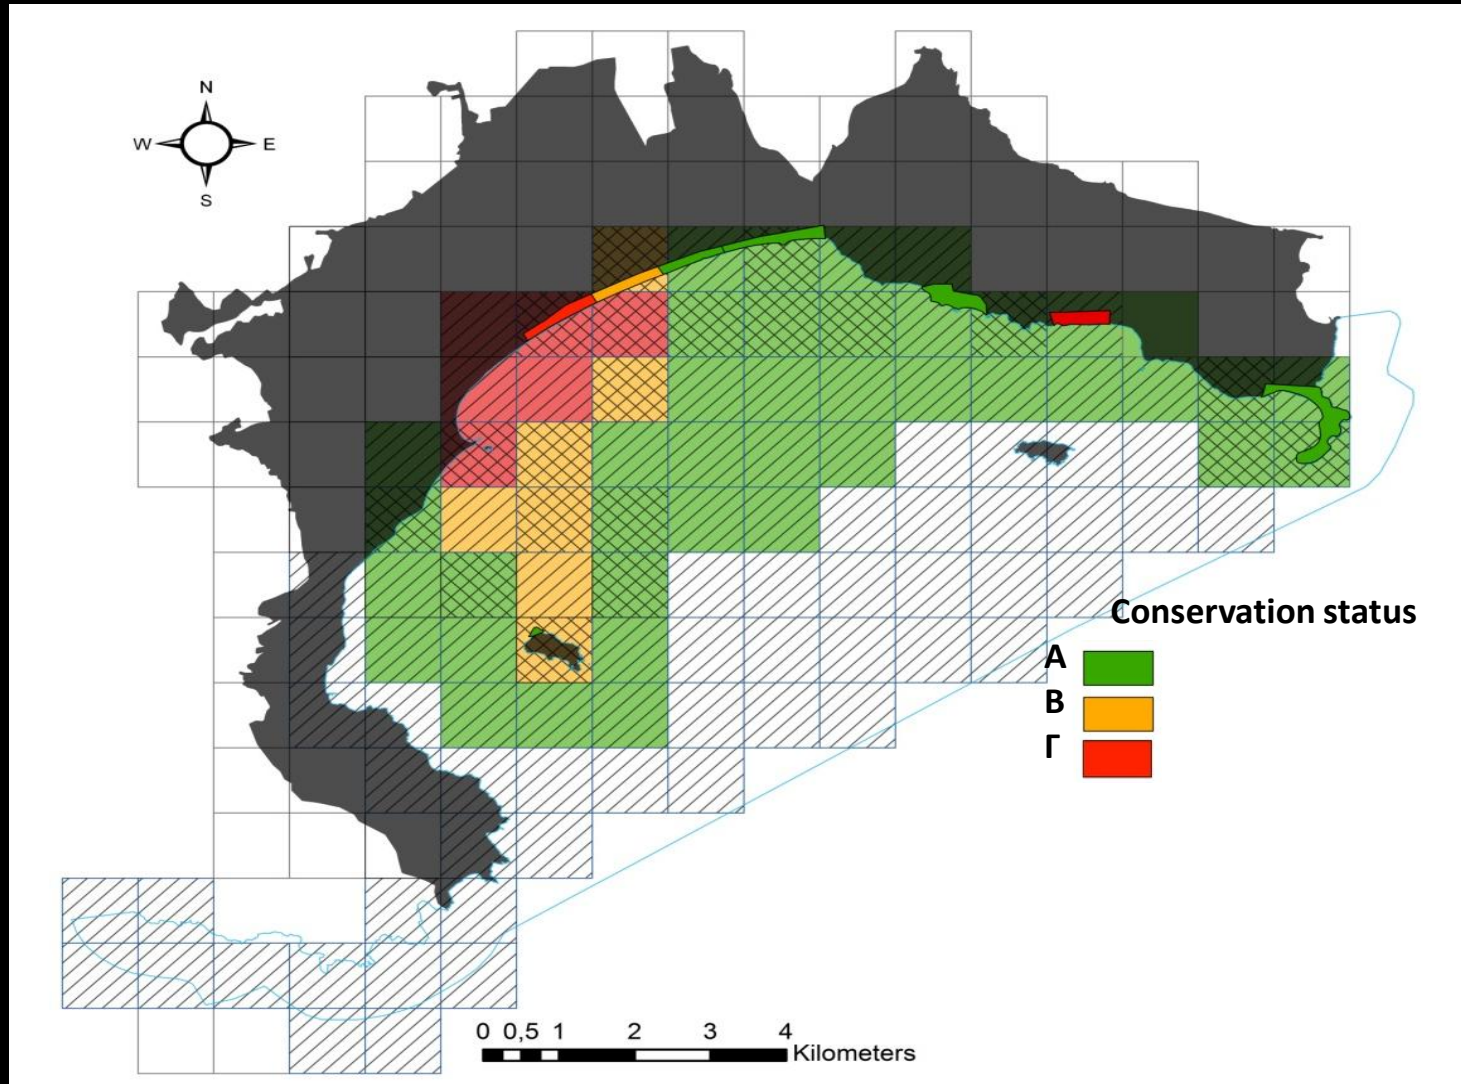 N
W E
S
Conservation status
Α
Β
Γ
0 0,5 1 2 3 4
Kilometers